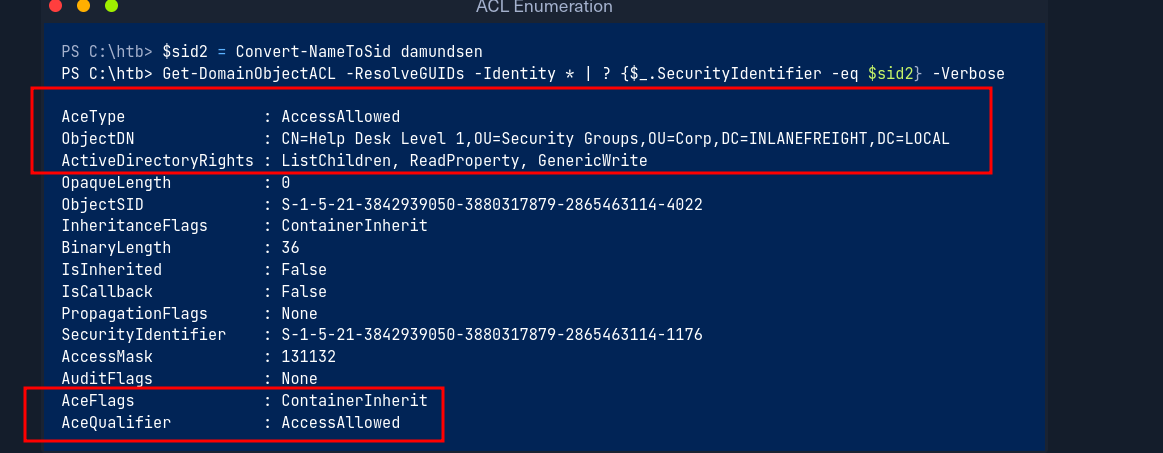 ACL Enumeration
PS C:\htb> $sid2 = Convert-NameToSid damundsen
PS C:\htb> Get-DomainObjectACL -ResolveGUIDs -Identity * | ? {$_.SecurityIdentifier -eq $sid2} -Verbose
AceType : AccessAllowed
ObjectDN : CN=Help Desk Level 1,OU=Security Groups,OU=Corp,DC=INLANEFREIGHT,DC=LOCAL
ActiveDirectoryRights : ListChildren, ReadProperty, GenericWrite
OpaqueLength : 0
ObjectSID : S-1-5-21-3842939050-3880317879-2865463114-4022
InheritanceFlags : ContainerInherit
BinaryLength : 36
IsInherited : False
IsCallback : False
PropagationFlags : None
SecurityIdentifier : S-1-5-21-3842939050-3880317879-2865463114-1176
AccessMask : 131132
AuditFlags : None
AceFlags : ContainerInherit
AceQualifier : AccessAllowed